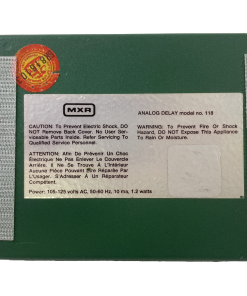 MXR
ANALOG DELAY model no. 118
CAUTION: To Prevent Electric Shock, DO
NOT Remove Back Cover. No User Ser-
viceable Parts Inside. Refer Servicing To
Qualified Service Personnel.
WARNING: To Prevent Fire Or Shock
Hazard, DO NOT Expose This Appliance
To Rain Or Moisture.
ATTENTION: Afin De Prévenir Un Choc
Électrique Ne Pas Enlever Le Couvercle
Arrière. Il Ne Se Trouve À L'Intérieur
Aucune Pièce Pouvant Être Réparée Par
L'Usager. S'Adresser À Un Réparateur
Compétent.
Power: 105-125 volts AC, 50-60 Hz, 10 ma, 1.2 watts